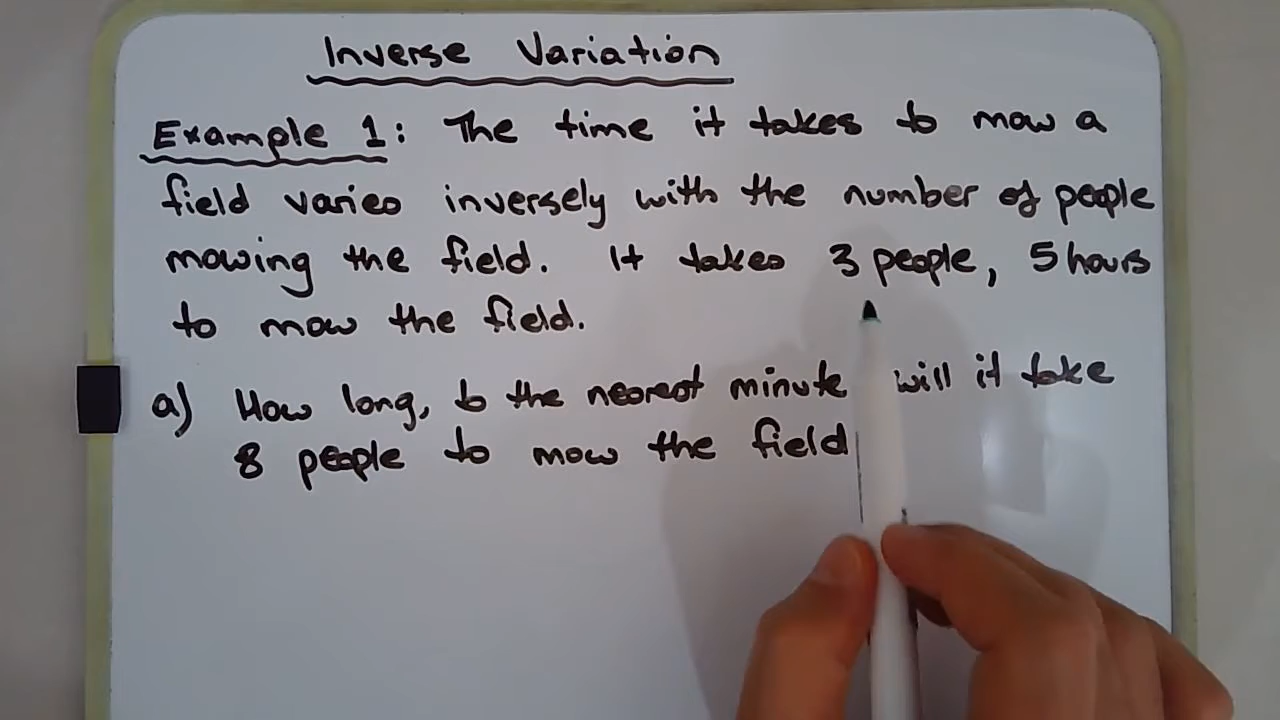 Inverse Variation
Example 1: The time it takes to mow a
field varies inversely with the number of people
mowing the field. It takes 3 people, 5 hours
to mow the field.
a) How long, to the nearest minute will it take
8 people to mow the field